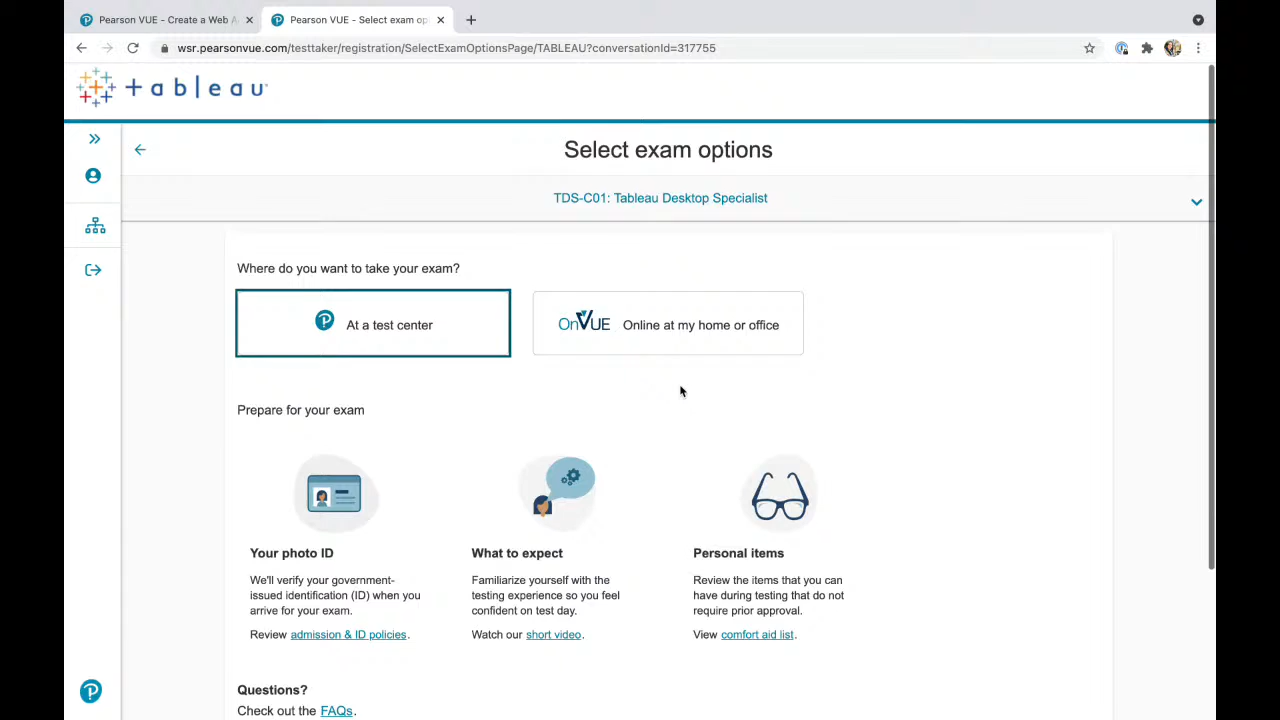 Pearson VUE - Create a Web A
Pearson VUE - Select exam op
wsr.pearsonvue.com/testtaker/registration/SelectExamOptionsPage/TABLEAU?conversationId=317755
+ableau
Select exam options
TDS-C01: Tableau Desktop Specialist
Where do you want to take your exam?
At a test center
OnVUE Online at my home or office
Prepare for your exam
Your photo ID
We'll verify your government-
issued identification (ID) when you
arrive for your exam.
Review admission & ID policies.
What to expect
Familiarize yourself with the
testing experience so you feel
confident on test day.
Watch our short video.
Personal items
Review the items that you can
have during testing that do not
require prior approval.
View comfort aid list.
Questions?
Check out the FAQs.